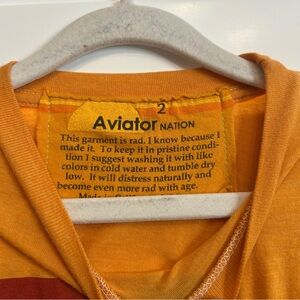 2
Aviator NATION
This garment is rad. I know because I
made it. To keep it in pristine condi-
tion I suggest washing it with like
colors in cold water and tumble dry
low. It will distress naturally and
become even more rad with age.
Made